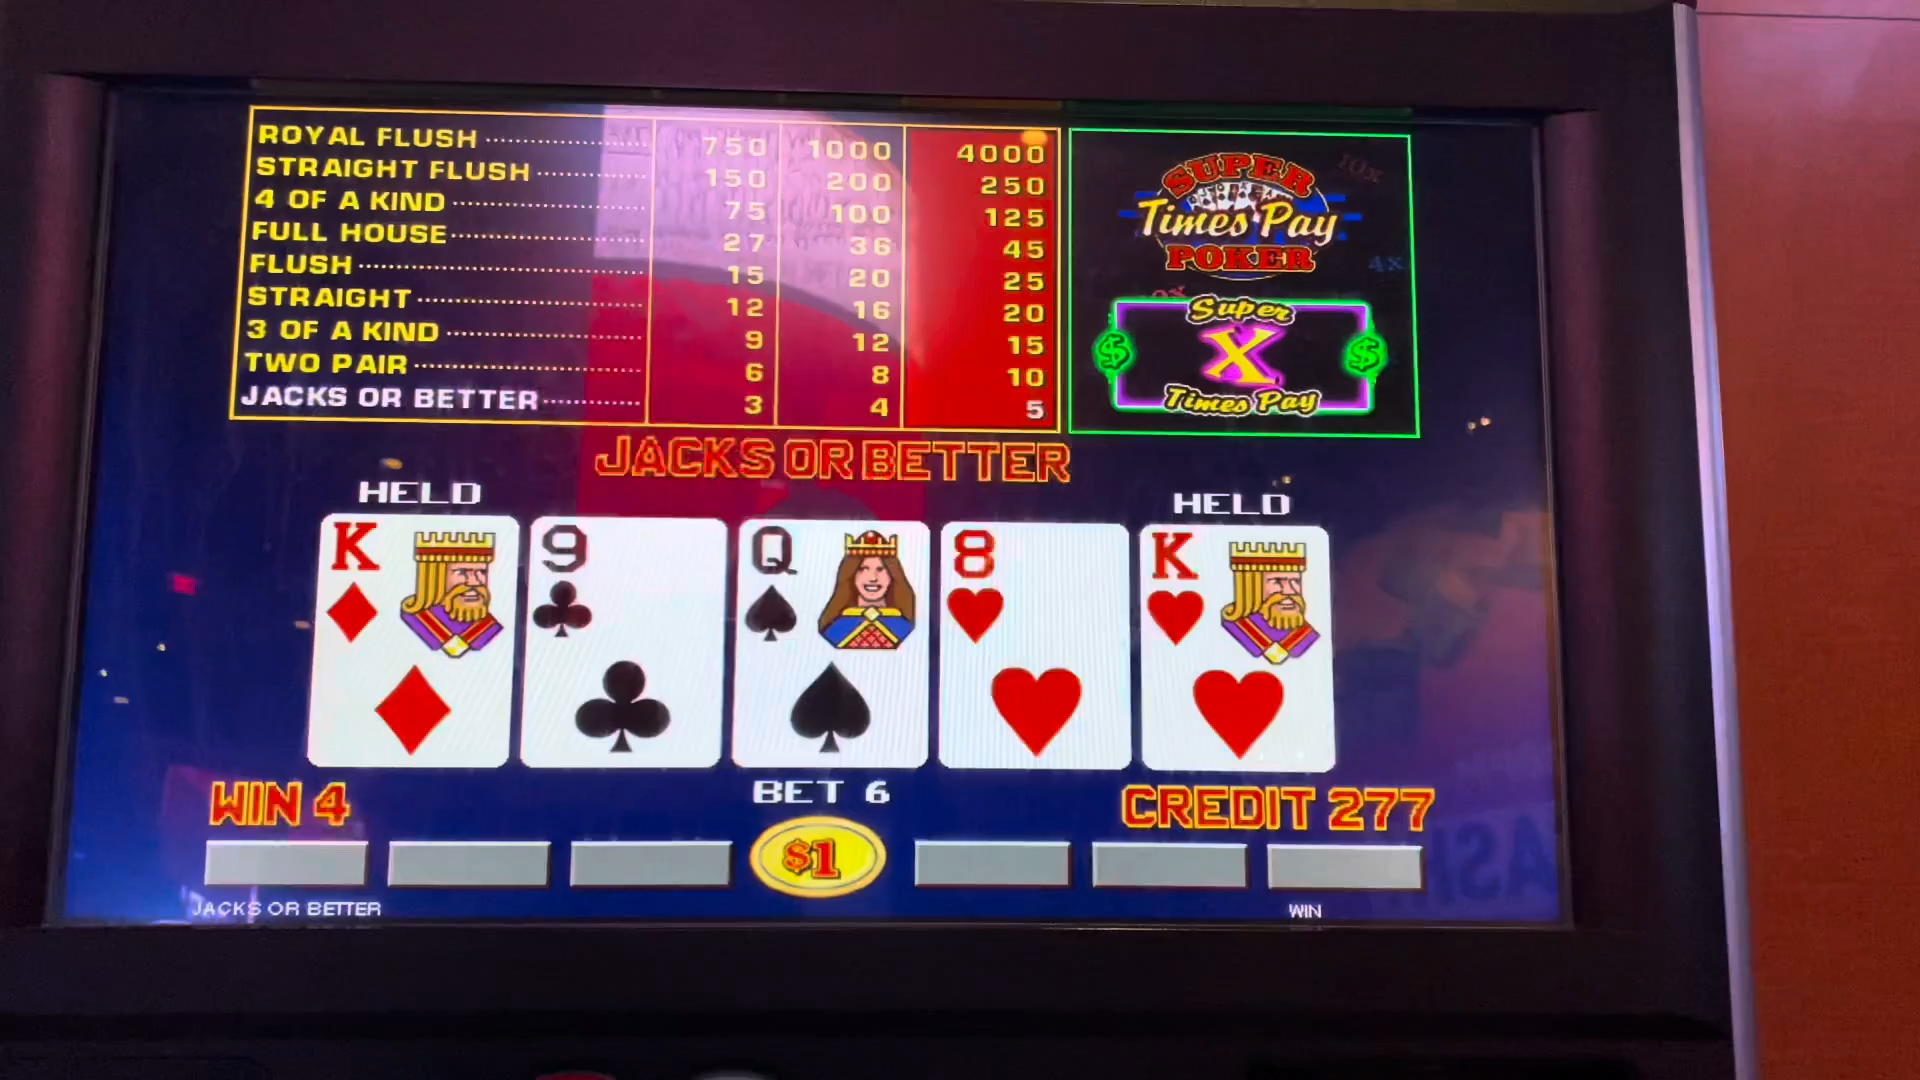 ROYAL FLUSH 750 1000 4000
STRAIGHT FLUSH 150 200 250
4 OF A KIND 75 100 125
FULL HOUSE 27 36 45
FLUSH 15 20 25
STRAIGHT 12 16 20
3 OF A KIND 9 12 15
TWO PAIR 6 8 10
JACKS OR BETTER 3 4 5
10X
SUPER
Times Pay
POKER
4X
Super
$ X $
Times Pay
JACKS OR BETTER
HELD HELD
K 9 Q 8 K
WIN 4 BET 6 CREDIT 277
$1
JACKS OR BETTER WIN